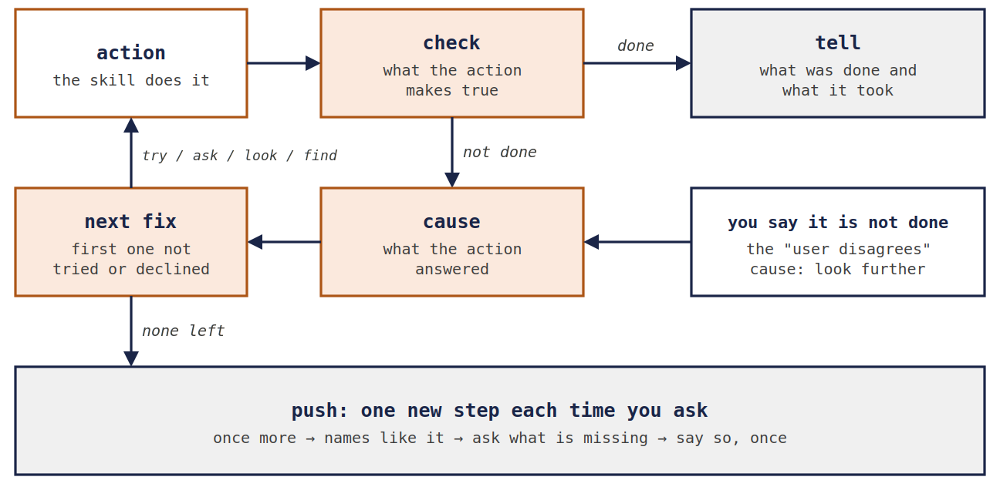 action
the skill does it
check
what the action
makes true
done
tell
what was done and
what it took
try / ask / look / find
not done
next fix
first one not
tried or declined
cause
what the action
answered
you say it is not done
the "user disagrees"
cause: look further
none left
push: one new step each time you ask
once more → names like it → ask what is missing → say so, once